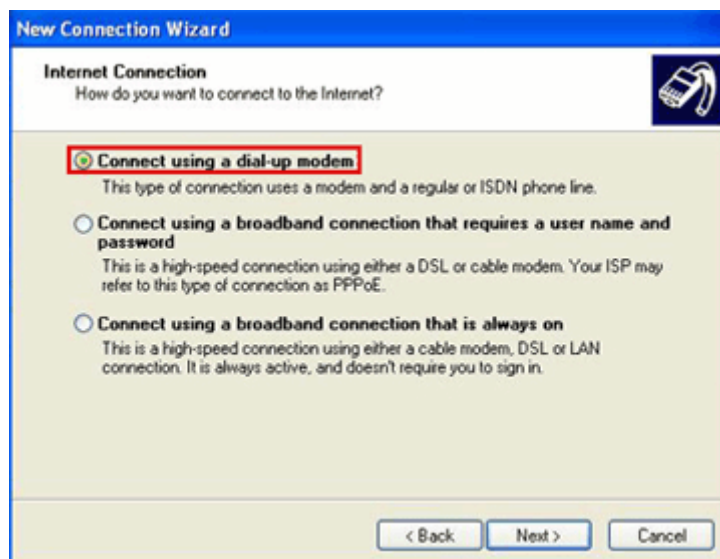 New Connection Wizard
Internet Connection
How do you want to connect to the Internet?
Connect using a dial-up modem
This type of connection uses a modem and a regular or ISDN phone line.
Connect using a broadband connection that requires a user name and
password
This is a high-speed connection using either a DSL or cable modem. Your ISP may
refer to this type of connection as PPPoE.
Connect using a broadband connection that is always on
This is a high-speed connection using either a cable modem, DSL or LAN
connection. It is always active, and doesn't require you to sign in.
< Back Next > Cancel